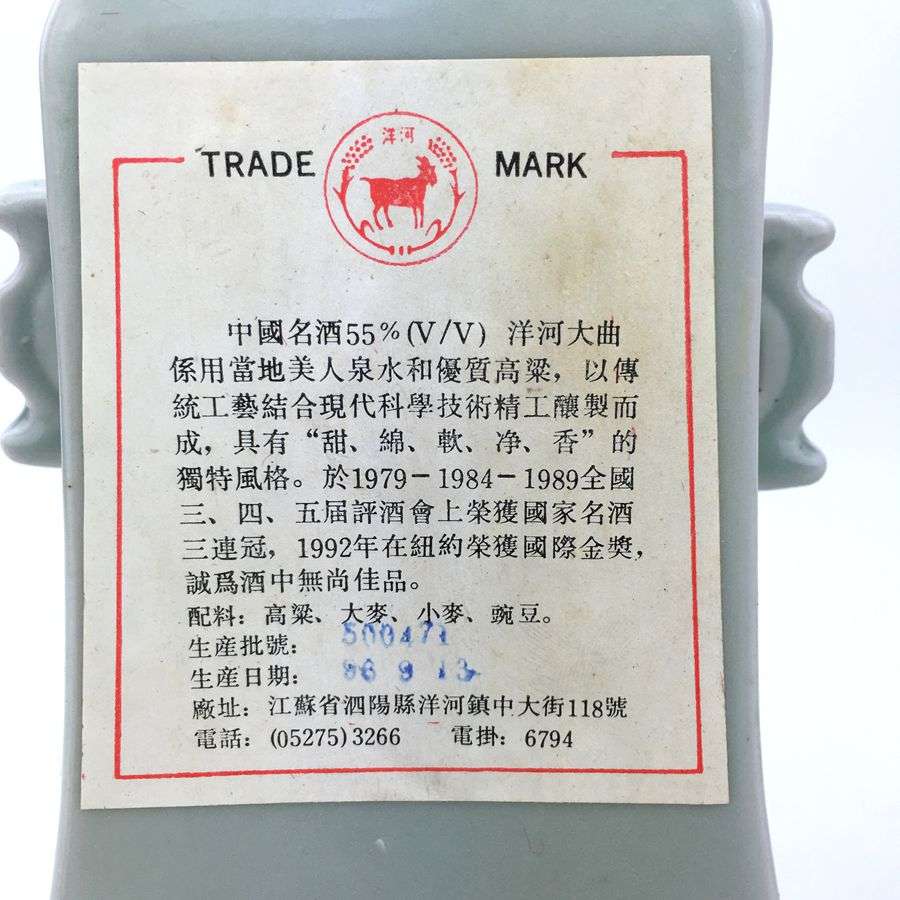 洋河
TRADE MARK
中國名酒55%(V/V) 洋河大曲
係用當地美人泉水和優質高粱，以傳
統工藝結合現代科學技術精工釀製而
成，具有“甜、綿、軟、净、香”的
獨特風格。於1979－1984－1989全國
三、四、五届評酒會上榮獲國家名酒
三連冠，1992年在紐約榮獲國際金獎，
誠爲酒中無尚佳品。
配料：高粱、大麥、小麥、豌豆。
生産批號：500471
生産日期：96 9 13
廠址：江蘇省泗陽縣洋河鎮中大街118號
電話：(05275)3266 電掛：6794